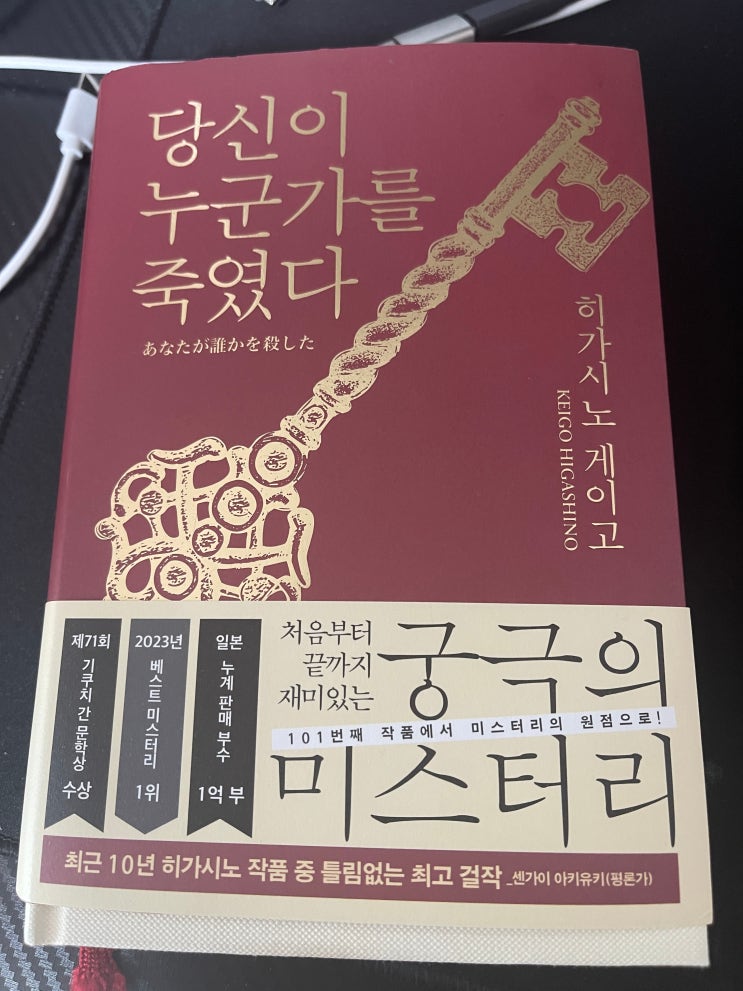 당신이
누군가를
죽였다
あなたが誰かを殺した
히가시노 게이고
KEIGO HIGASHINO
제71회
기쿠치 간 문학상
수상
2023년
베스트 미스터리
1위
일본
누계 판매 부수
1억 부
처음부터
끝까지
재미있는
궁극의
101번째 작품에서 미스터리의 원점으로!
미스터리
최근 10년 히가시노 작품 중 틀림없는 최고 걸작 _센가이 아키유키(평론가)